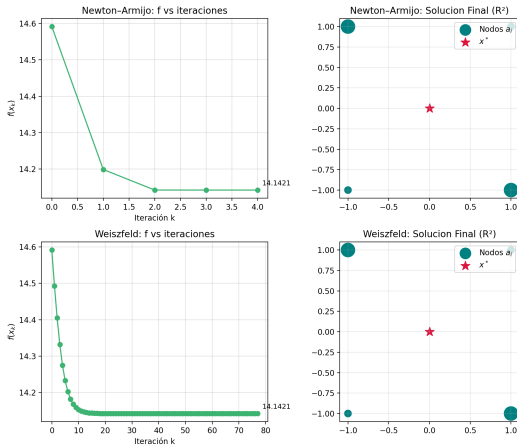 Newton–Armijo: f vs iteraciones
14.6
14.5
14.4
14.3
14.2
f(xₖ)
14.1421
0.0 0.5 1.0 1.5 2.0 2.5 3.0 3.5 4.0
Iteración k
Newton–Armijo: Solucion Final (R²)
1.00
0.75
0.50
0.25
0.00
−0.25
−0.50
−0.75
−1.00
Nodos aᵢ
x*
−1.0 −0.5 0.0 0.5 1.0
Weiszfeld: f vs iteraciones
14.6
14.5
14.4
14.3
14.2
f(xₖ)
14.1421
0 10 20 30 40 50 60 70 80
Iteración k
Weiszfeld: Solucion Final (R²)
1.00
0.75
0.50
0.25
0.00
−0.25
−0.50
−0.75
−1.00
Nodos aᵢ
x*
−1.0 −0.5 0.0 0.5 1.0